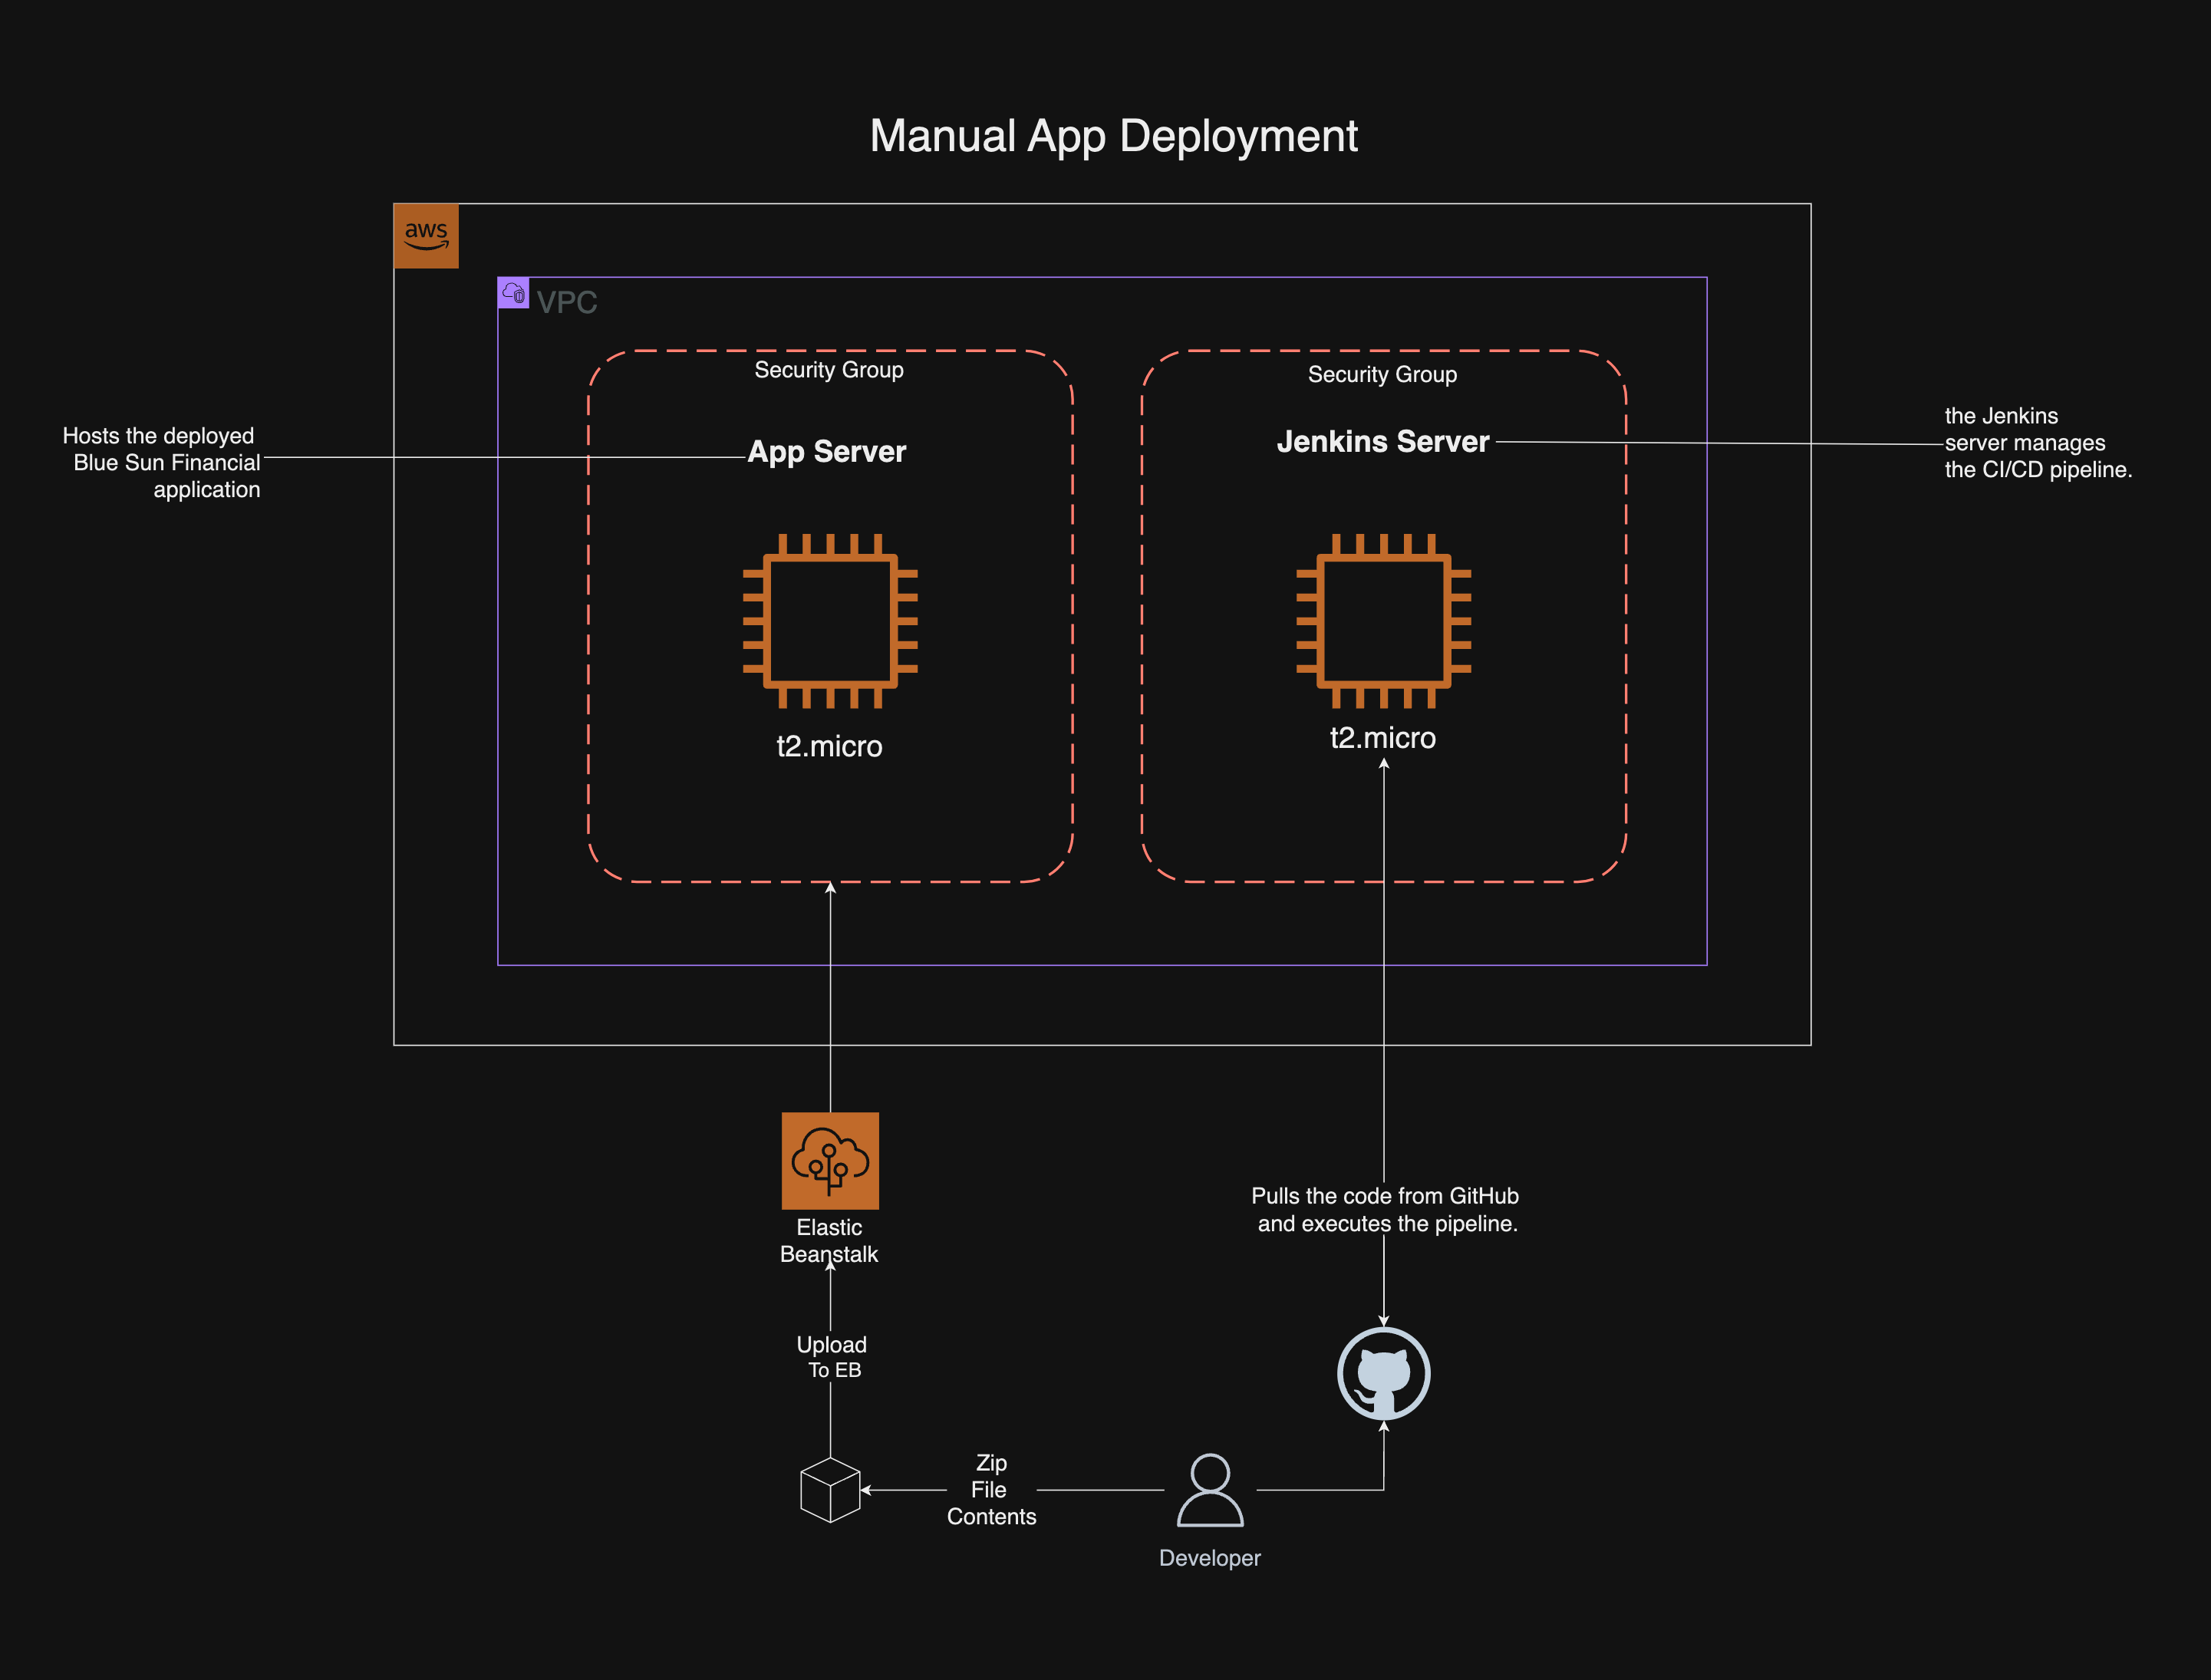 Manual App Deployment
aws
VPC
Security Group
Security Group
App Server
Jenkins Server
Hosts the deployed
Blue Sun Financial
application
the Jenkins
server manages
the CI/CD pipeline.
t2.micro
t2.micro
Elastic
Beanstalk
Pulls the code from GitHub
and executes the pipeline.
Upload
To EB
Zip
File
Contents
Developer